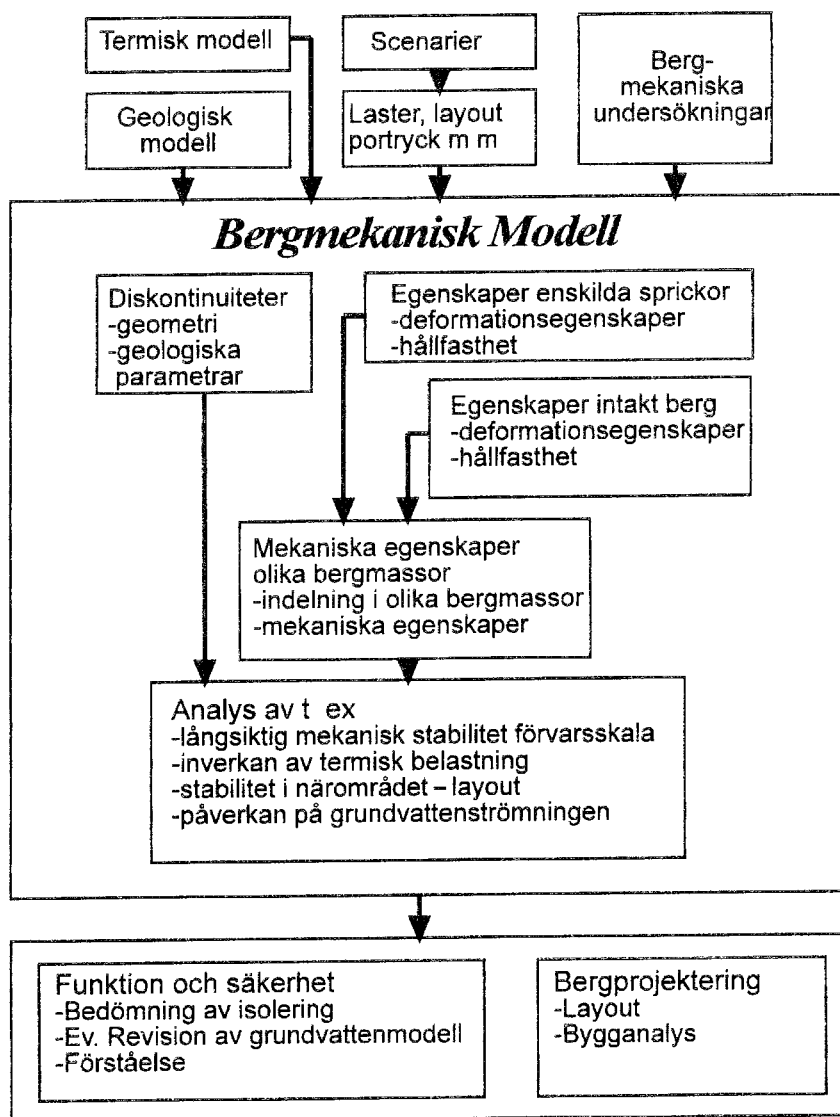 Termisk modell
Scenarier
Berg-
mekaniska
undersökningar
Geologisk
modell
Laster, layout
portryck m m
Bergmekanisk Modell
Diskontinuiteter
-geometri
-geologiska
parametrar
Egenskaper enskilda sprickor
-deformationsegenskaper
-hållfasthet
Egenskaper intakt berg
-deformationsegenskaper
-hållfasthet
Mekaniska egenskaper
olika bergmassor
-indelning i olika bergmassor
-mekaniska egenskaper
Analys av t ex
-långsiktig mekanisk stabilitet förvarsskala
-inverkan av termisk belastning
-stabilitet i närområdet – layout
-påverkan på grundvattenströmningen
Funktion och säkerhet
-Bedömning av isolering
-Ev. Revision av grundvattenmodell
-Förståelse
Bergprojektering
-Layout
-Bygganalys